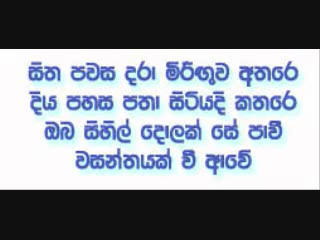 සිත පවස දරා මිරිඟුව අතරේ
දිය පහස පතා සිටියදි කතරේ
ඔබ සිහිල් දොලක් සේ පාවී
වසන්තයක් වී ආවේ